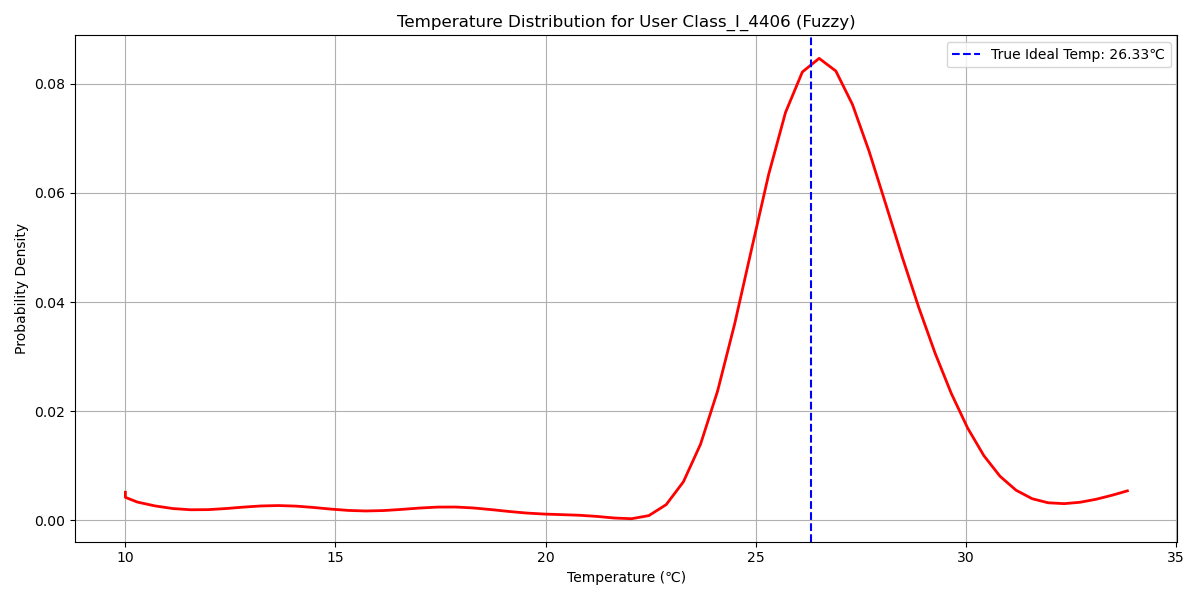 Temperature Distribution for User Class_I_4406 (Fuzzy)
True Ideal Temp: 26.33℃
Probability Density
0.08
0.06
0.04
0.02
0.00
10 15 20 25 30 35
Temperature (℃)